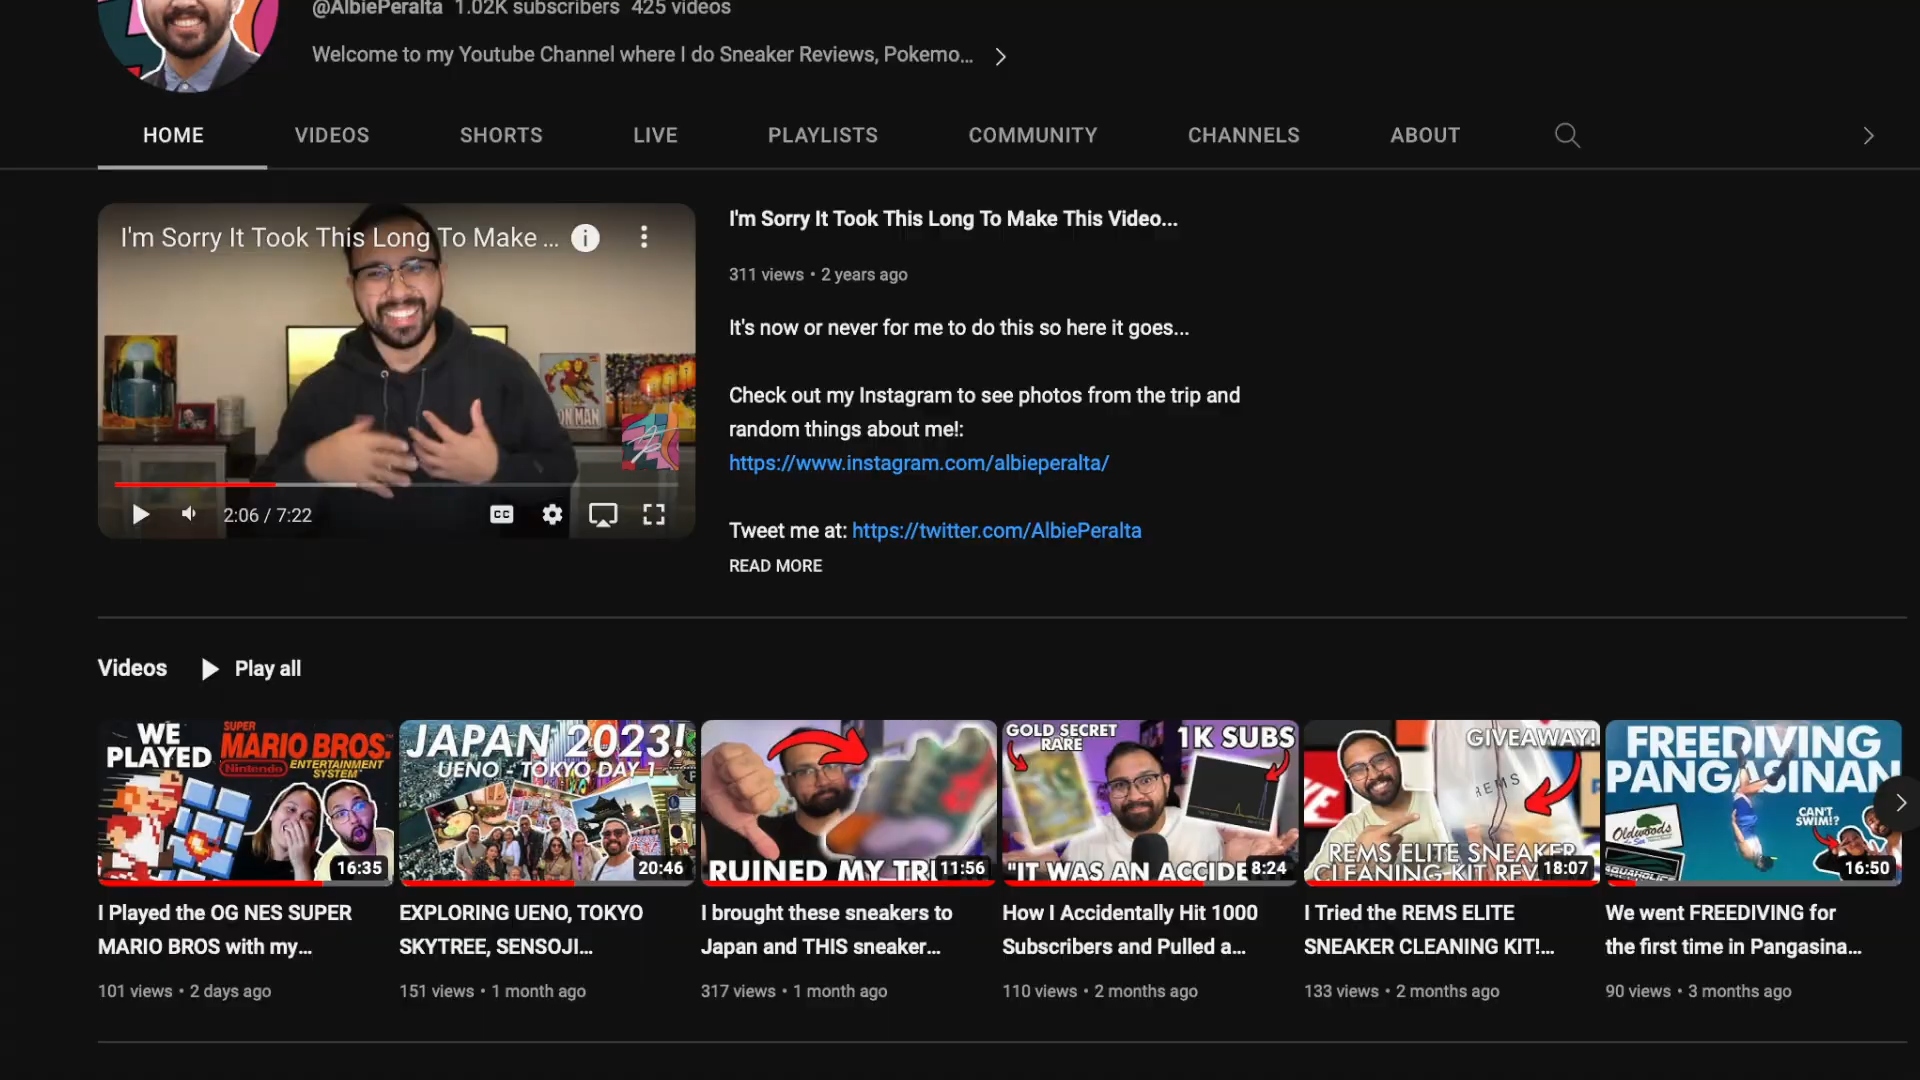 @AlbiePeralta 1.02K subscribers 425 videos
Welcome to my Youtube Channel where I do Sneaker Reviews, Pokemo...
HOME VIDEOS SHORTS LIVE PLAYLISTS COMMUNITY CHANNELS ABOUT
I'm Sorry It Took This Long To Make ...
IRON MAN
2:06 / 7:22
CC
I'm Sorry It Took This Long To Make This Video...
311 views • 2 years ago
It's now or never for me to do this so here it goes...
Check out my Instagram to see photos from the trip and
random things about me!:
https://www.instagram.com/albieperalta/
Tweet me at: https://twitter.com/AlbiePeralta
READ MORE
Videos Play all
WE
PLAYED
SUPER
MARIO BROS.
Nintendo ENTERTAINMENT
SYSTEM
16:35
JAPAN 2023!
UENO - TOKYO DAY 1
20:46
RUINED MY TRI
11:56
GOLD SECRET
RARE
1K SUBS
"IT WAS AN ACCIDE
8:24
GIVEAWAY!
REMS
REMS ELITE SNEAKER
CLEANING KIT REV
18:07
FREEDIVING
PANGASINAN
Oldwoods
CAN'T
SWIM!?
AQUAHOLICS
16:50
I Played the OG NES SUPER
MARIO BROS with my...
101 views • 2 days ago
EXPLORING UENO, TOKYO
SKYTREE, SENSOJI...
151 views • 1 month ago
I brought these sneakers to
Japan and THIS sneaker...
317 views • 1 month ago
How I Accidentally Hit 1000
Subscribers and Pulled a...
110 views • 2 months ago
I Tried the REMS ELITE
SNEAKER CLEANING KIT!...
133 views • 2 months ago
We went FREEDIVING for
the first time in Pangasina...
90 views • 3 months ago